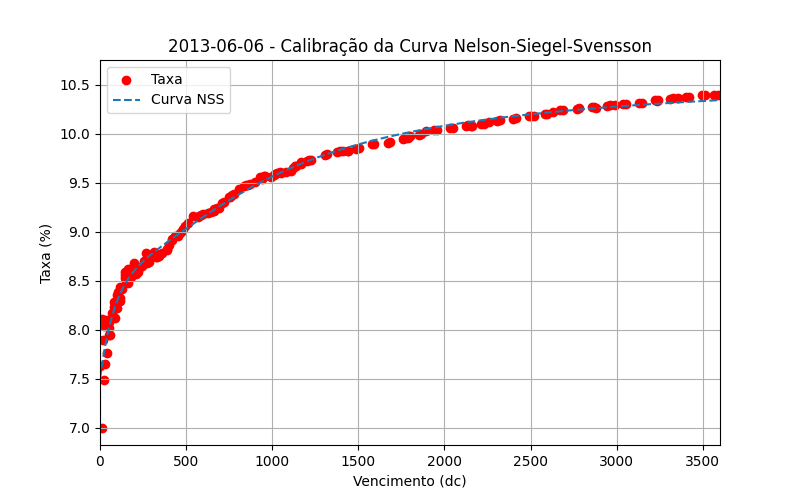 2013-06-06 - Calibração da Curva Nelson-Siegel-Svensson
Taxa
Curva NSS
Taxa (%)
10.5
10.0
9.5
9.0
8.5
8.0
7.5
7.0
0 500 1000 1500 2000 2500 3000 3500
Vencimento (dc)